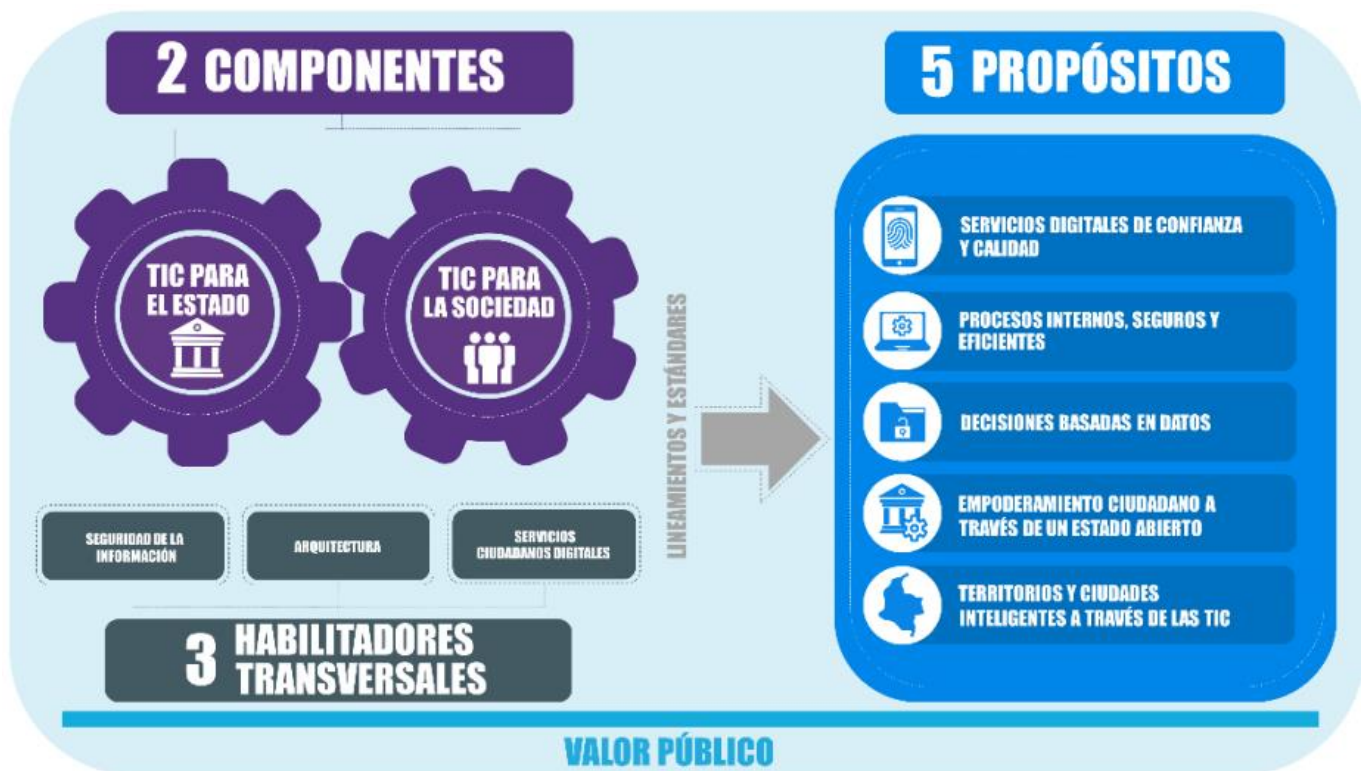 2 COMPONENTES
TIC PARA
EL ESTADO
TIC PARA
LA SOCIEDAD
SEGURIDAD DE LA
INFORMACIÓN
ARQUITECTURA
SERVICIOS
CIUDADANOS DIGITALES
3 HABILITADORES
TRANSVERSALES
LINEAMIENTOS Y ESTÁNDARES
5 PROPÓSITOS
SERVICIOS DIGITALES DE CONFIANZA
Y CALIDAD
PROCESOS INTERNOS, SEGUROS Y
EFICIENTES
DECISIONES BASADAS EN DATOS
EMPODERAMIENTO CIUDADANO A
TRAVÉS DE UN ESTADO ABIERTO
TERRITORIOS Y CIUDADES
INTELIGENTES A TRAVÉS DE LAS TIC
VALOR PÚBLICO